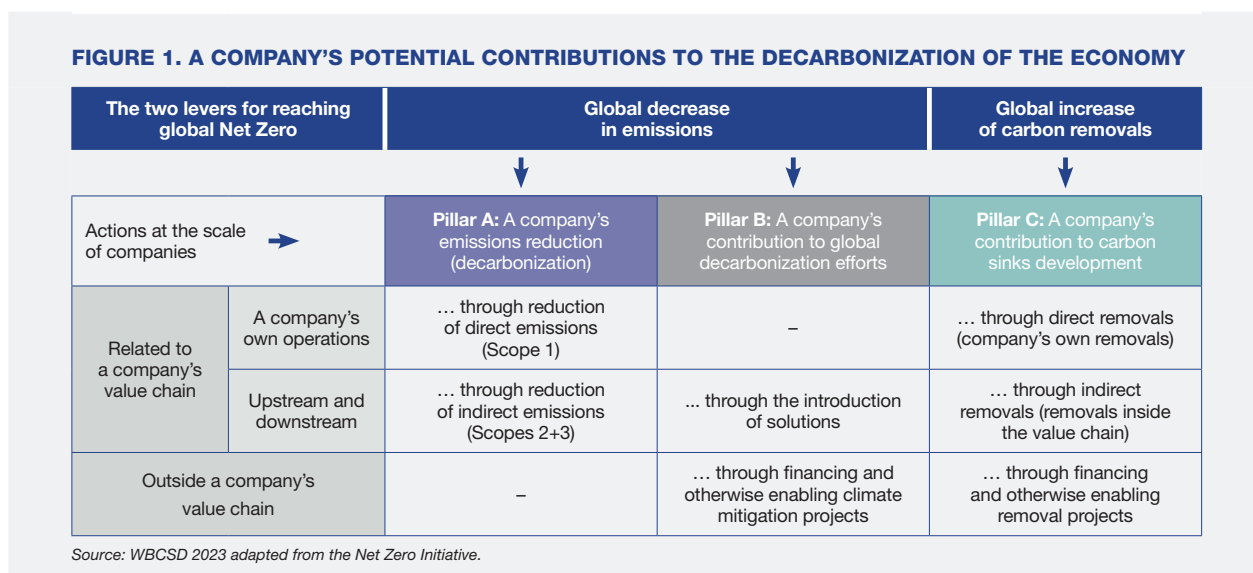 FIGURE 1. A COMPANY’S POTENTIAL CONTRIBUTIONS TO THE DECARBONIZATION OF THE ECONOMY
The two levers for reaching
global Net Zero
Global decrease
in emissions
Global increase
of carbon removals
Actions at the scale
of companies
Pillar A: A company’s
emissions reduction
(decarbonization)
Pillar B: A company’s
contribution to global
decarbonization efforts
Pillar C: A company’s
contribution to carbon
sinks development
Related to
a company’s
value chain
A company’s
own operations
… through reduction
of direct emissions
(Scope 1)
–
… through direct removals
(company’s own removals)
Upstream and
downstream
… through reduction
of indirect emissions
(Scopes 2+3)
... through the introduction
of solutions
… through indirect
removals (removals inside
the value chain)
Outside a company’s
value chain
–
… through financing and
otherwise enabling climate
mitigation projects
… through financing
and otherwise enabling
removal projects
Source: WBCSD 2023 adapted from the Net Zero Initiative.